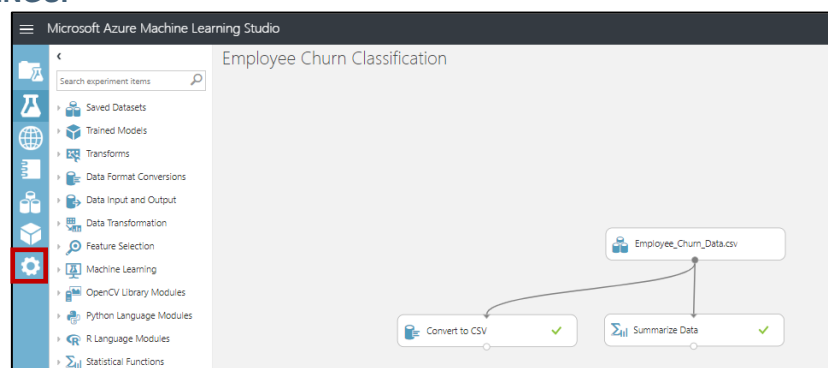 Microsoft Azure Machine Learning Studio
Employee Churn Classification
Search experiment items
Saved Datasets
Trained Models
Transforms
Data Format Conversions
Data Input and Output
Data Transformation
Feature Selection
Machine Learning
OpenCV Library Modules
Python Language Modules
R Language Modules
Statistical Functions
Employee_Churn_Data.csv
Convert to CSV
Summarize Data